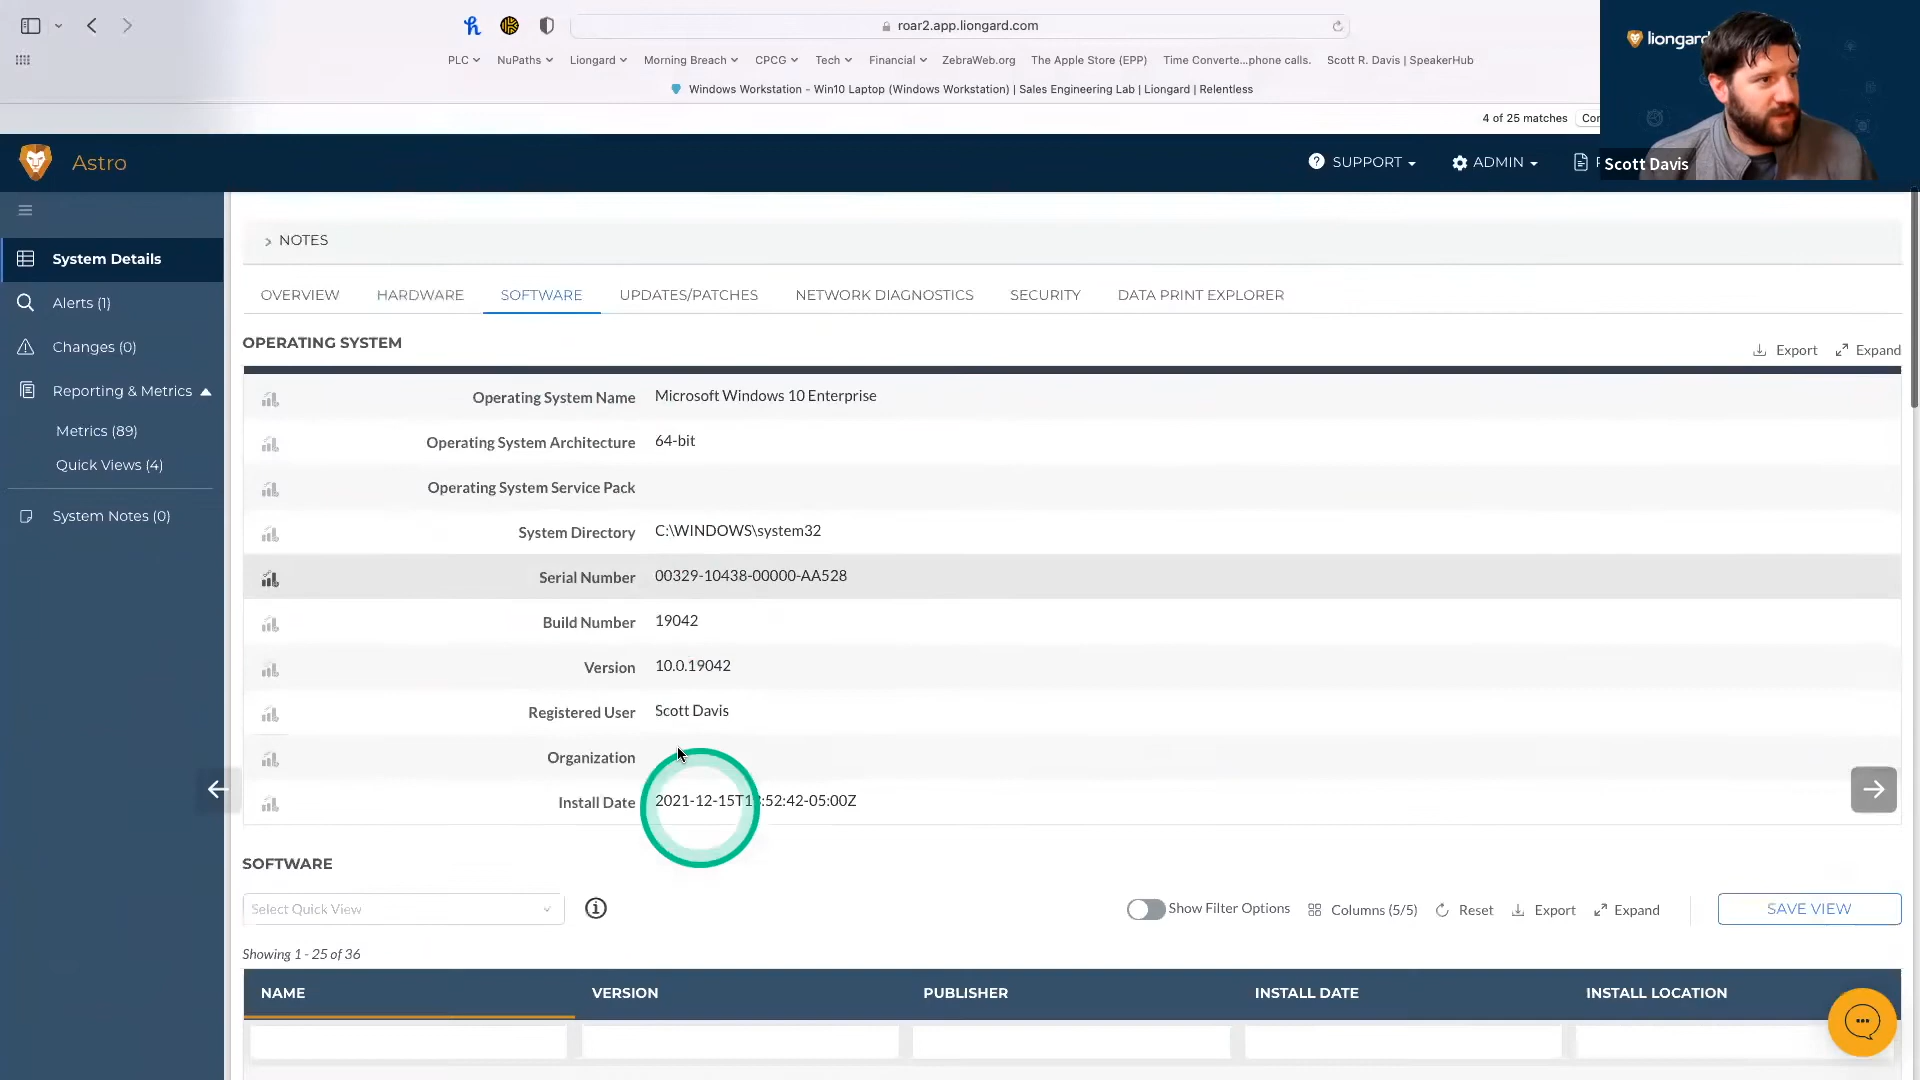 roar2.app.liongard.com
PLC NuPaths Liongard Morning Breach CPCG Tech Financial ZebraWeb.org The Apple Store (EPP) Time Converte...phone calls. Scott R. Davis | SpeakerHub
Windows Workstation - Win10 Laptop (Windows Workstation) | Sales Engineering Lab | Liongard | Relentless
4 of 25 matches
liongard
Astro
SUPPORT ADMIN
Scott Davis
System Details
Alerts (1)
Changes (0)
Reporting & Metrics
Metrics (89)
Quick Views (4)
System Notes (0)
NOTES
OVERVIEW HARDWARE SOFTWARE UPDATES/PATCHES NETWORK DIAGNOSTICS SECURITY DATA PRINT EXPLORER
OPERATING SYSTEM
Export Expand
Operating System Name Microsoft Windows 10 Enterprise
Operating System Architecture 64-bit
Operating System Service Pack
System Directory C:\WINDOWS\system32
Serial Number 00329-10438-00000-AA528
Build Number 19042
Version 10.0.19042
Registered User Scott Davis
Organization
Install Date
SOFTWARE
Select Quick View
Show Filter Options Columns (5/5) Reset Export Expand SAVE VIEW
Showing 1 - 25 of 36
NAME VERSION PUBLISHER INSTALL DATE INSTALL LOCATION